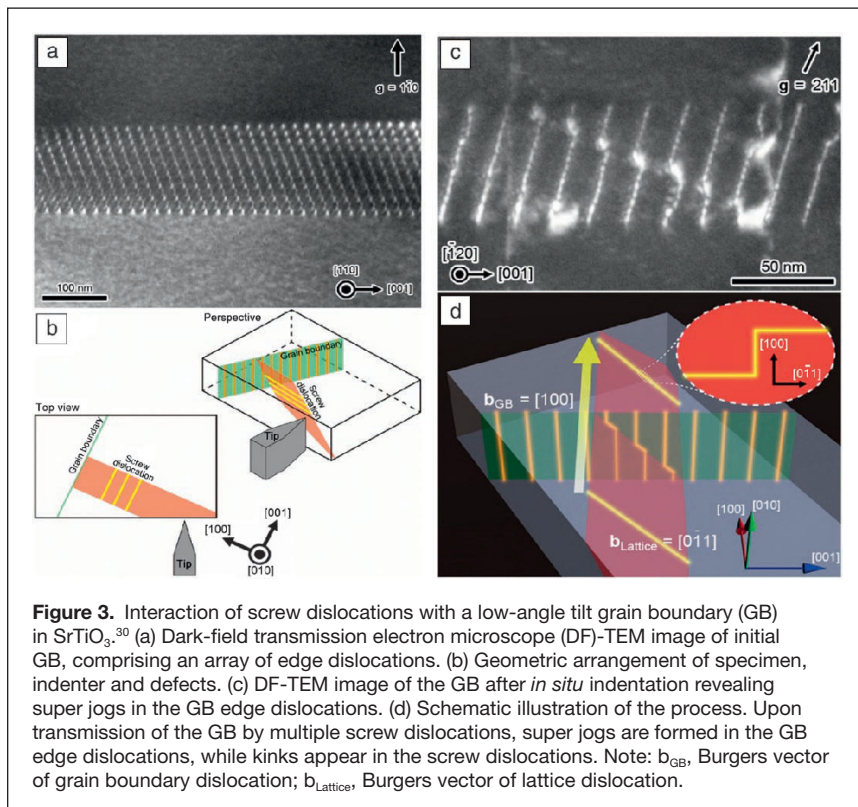 a
g = 11̄0
[110]
[001]
100 nm
c
g = 211
[1̄20]
[001]
50 nm
b
Perspective
Grain boundary
Screw
dislocation
Tip
Top view
Grain boundary
Screw
dislocation
Tip
[100]
[001]
[010]
d
b_GB = [100]
b_Lattice = [01̄1]
[100]
[01̄1]
[100]
[010]
[001]
Figure 3. Interaction of screw dislocations with a low-angle tilt grain boundary (GB)
in SrTiO₃.³⁰ (a) Dark-field transmission electron microscope (DF)-TEM image of initial
GB, comprising an array of edge dislocations. (b) Geometric arrangement of specimen,
indenter and defects. (c) DF-TEM image of the GB after in situ indentation revealing
super jogs in the GB edge dislocations. (d) Schematic illustration of the process. Upon
transmission of the GB by multiple screw dislocations, super jogs are formed in the GB
edge dislocations, while kinks appear in the screw dislocations. Note: b_GB, Burgers vector
of grain boundary dislocation; b_Lattice, Burgers vector of lattice dislocation.